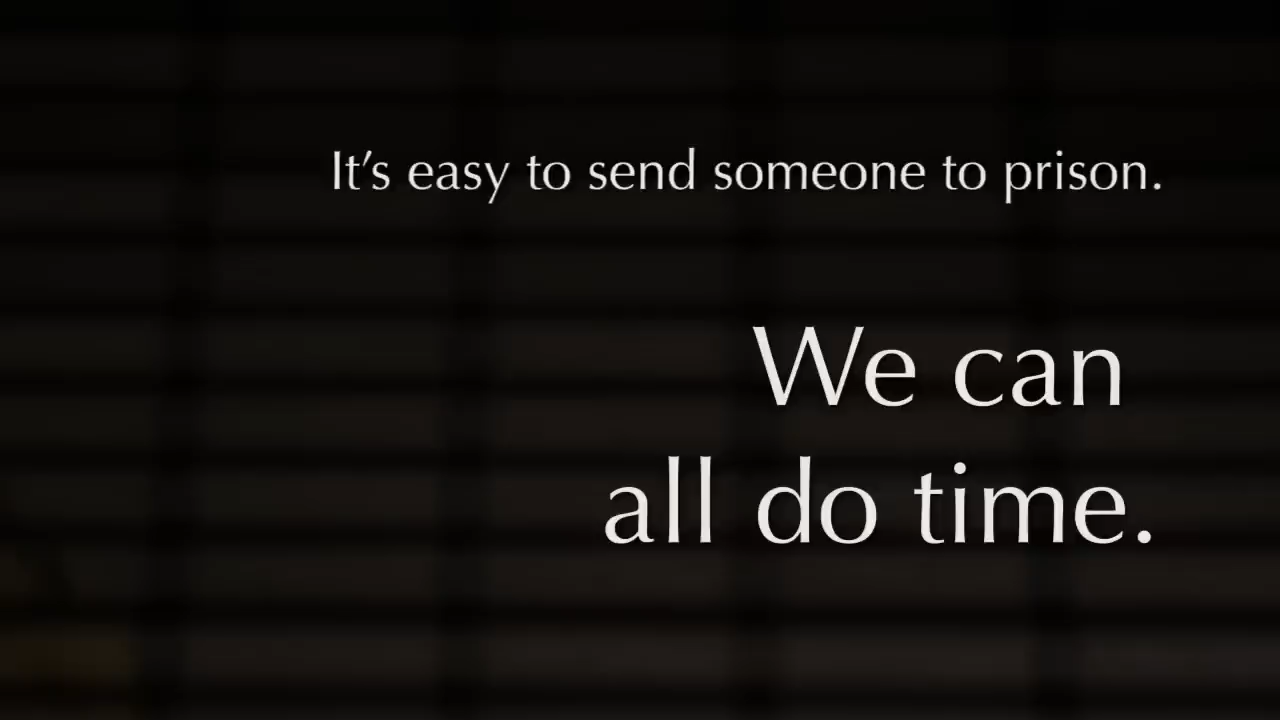 It’s easy to send someone to prison.
We can
all do time.